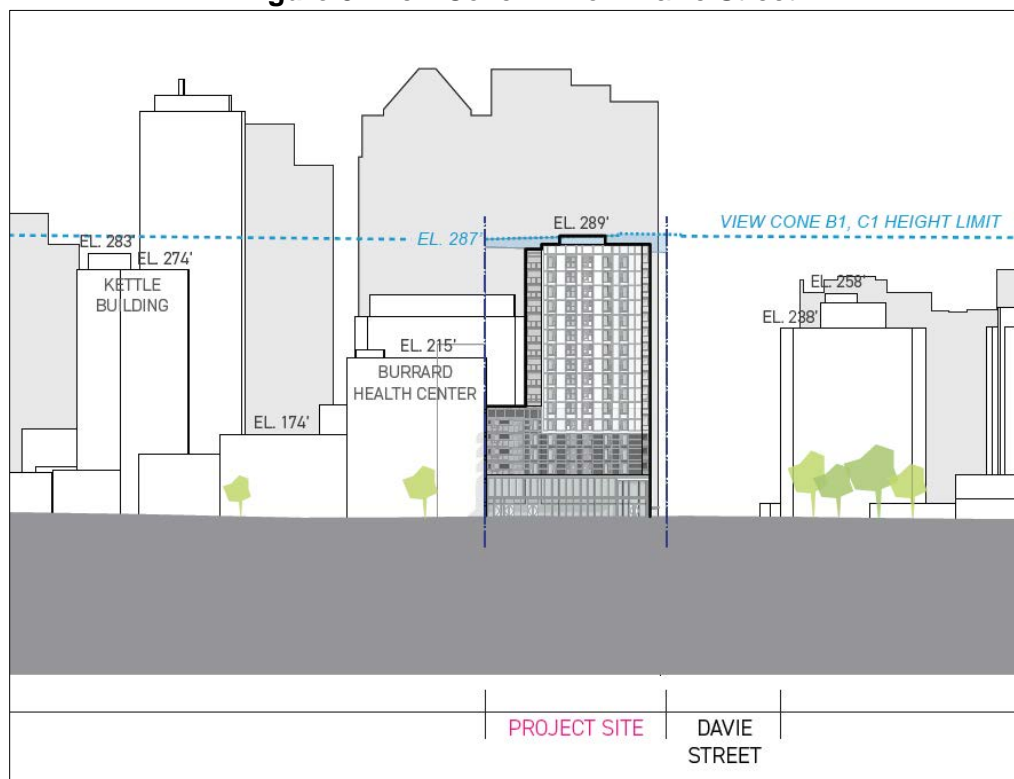 EL. 289'
VIEW CONE B1, C1 HEIGHT LIMIT
EL. 287'
EL. 283'
EL. 274'
KETTLE
BUILDING
EL. 258'
EL. 238'
EL. 215'
BURRARD
HEALTH CENTER
EL. 174'
PROJECT SITE
DAVIE
STREET